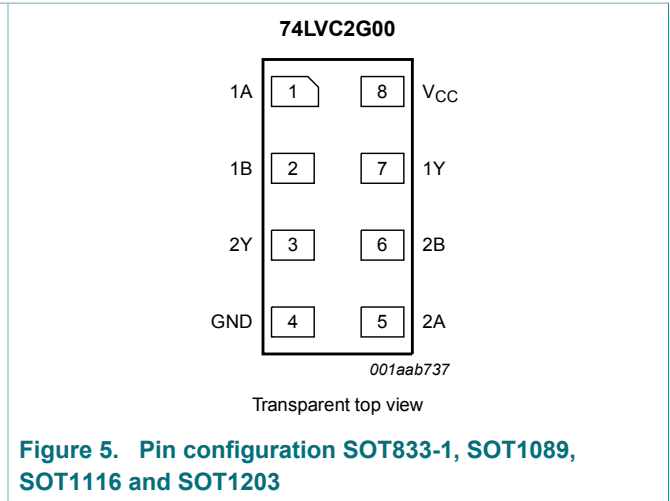 74LVC2G00
1A 1 8 VCC
1B 2 7 1Y
2Y 3 6 2B
GND 4 5 2A
001aab737
Transparent top view
Figure 5. Pin configuration SOT833-1, SOT1089,
SOT1116 and SOT1203